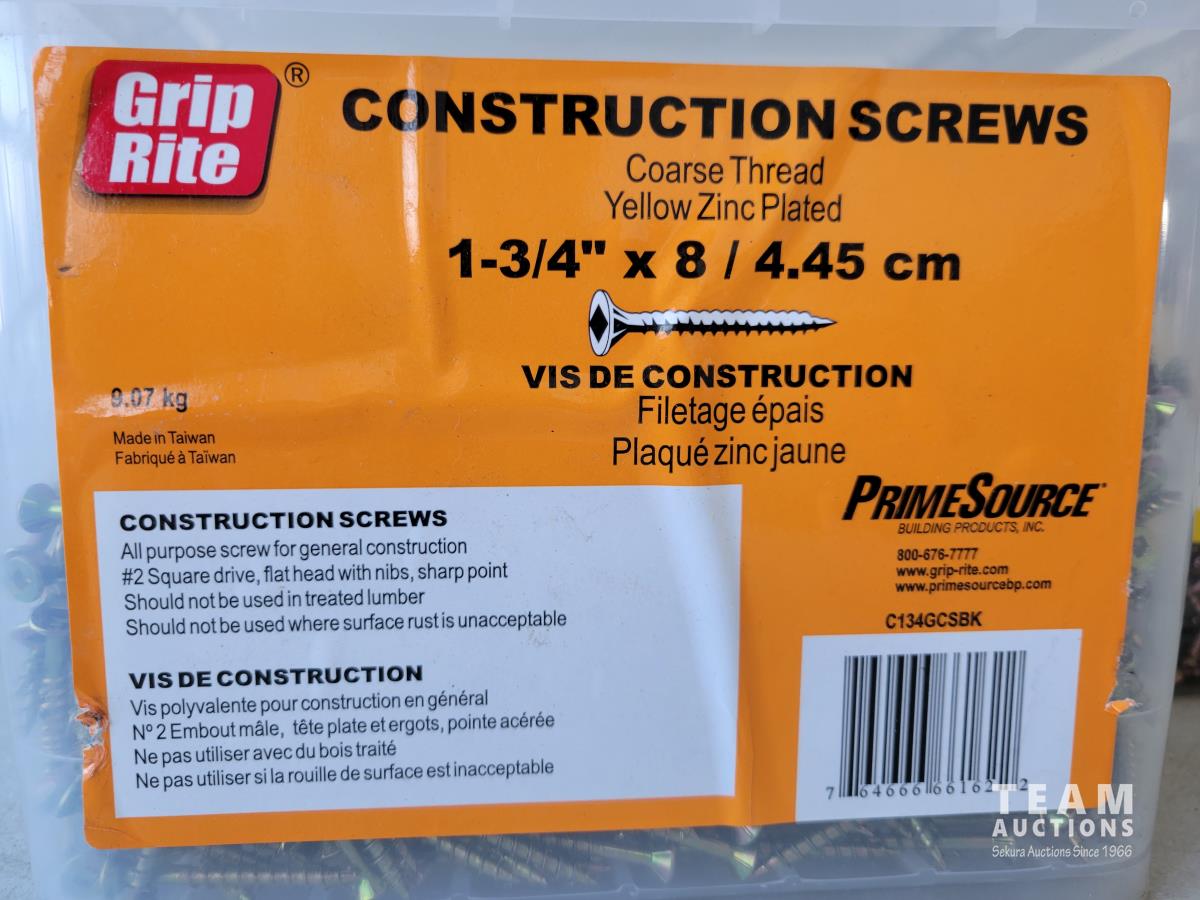 Grip
Rite
®
CONSTRUCTION SCREWS
Coarse Thread
Yellow Zinc Plated
1-3/4" x 8 / 4.45 cm
VIS DE CONSTRUCTION
Filetage épais
Plaqué zinc jaune
9.07 kg
Made in Taiwan
Fabriqué à Taïwan
CONSTRUCTION SCREWS
All purpose screw for general construction
#2 Square drive, flat head with nibs, sharp point
Should not be used in treated lumber
Should not be used where surface rust is unacceptable
VIS DE CONSTRUCTION
Vis polyvalente pour construction en général
Nº 2 Embout mâle, tête plate et ergots, pointe acérée
Ne pas utiliser avec du bois traité
Ne pas utiliser si la rouille de surface est inacceptable
PRIMESOURCE
BUILDING PRODUCTS, INC.
800-676-7777
www.grip-rite.com
www.primesourcebp.com
C134GCSBK
7 64666 66162 2
TEAM
AUCTIONS
Sekura Auctions Since 1966